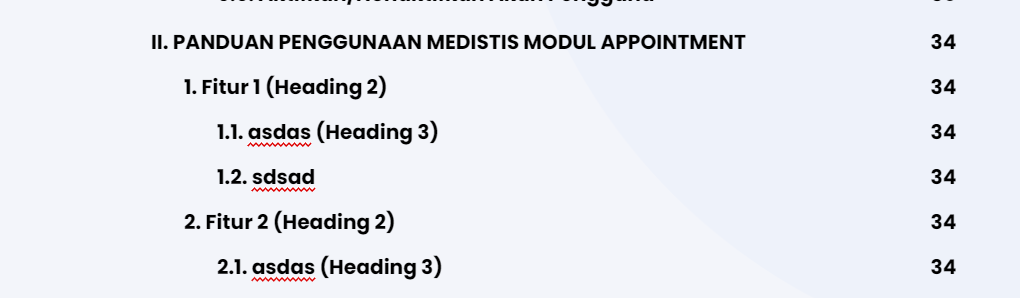 II. PANDUAN PENGGUNAAN MEDISTIS MODUL APPOINTMENT 34
1. Fitur 1 (Heading 2) 34
1.1. asdas (Heading 3) 34
1.2. sdsad 34
2. Fitur 2 (Heading 2) 34
2.1. asdas (Heading 3) 34